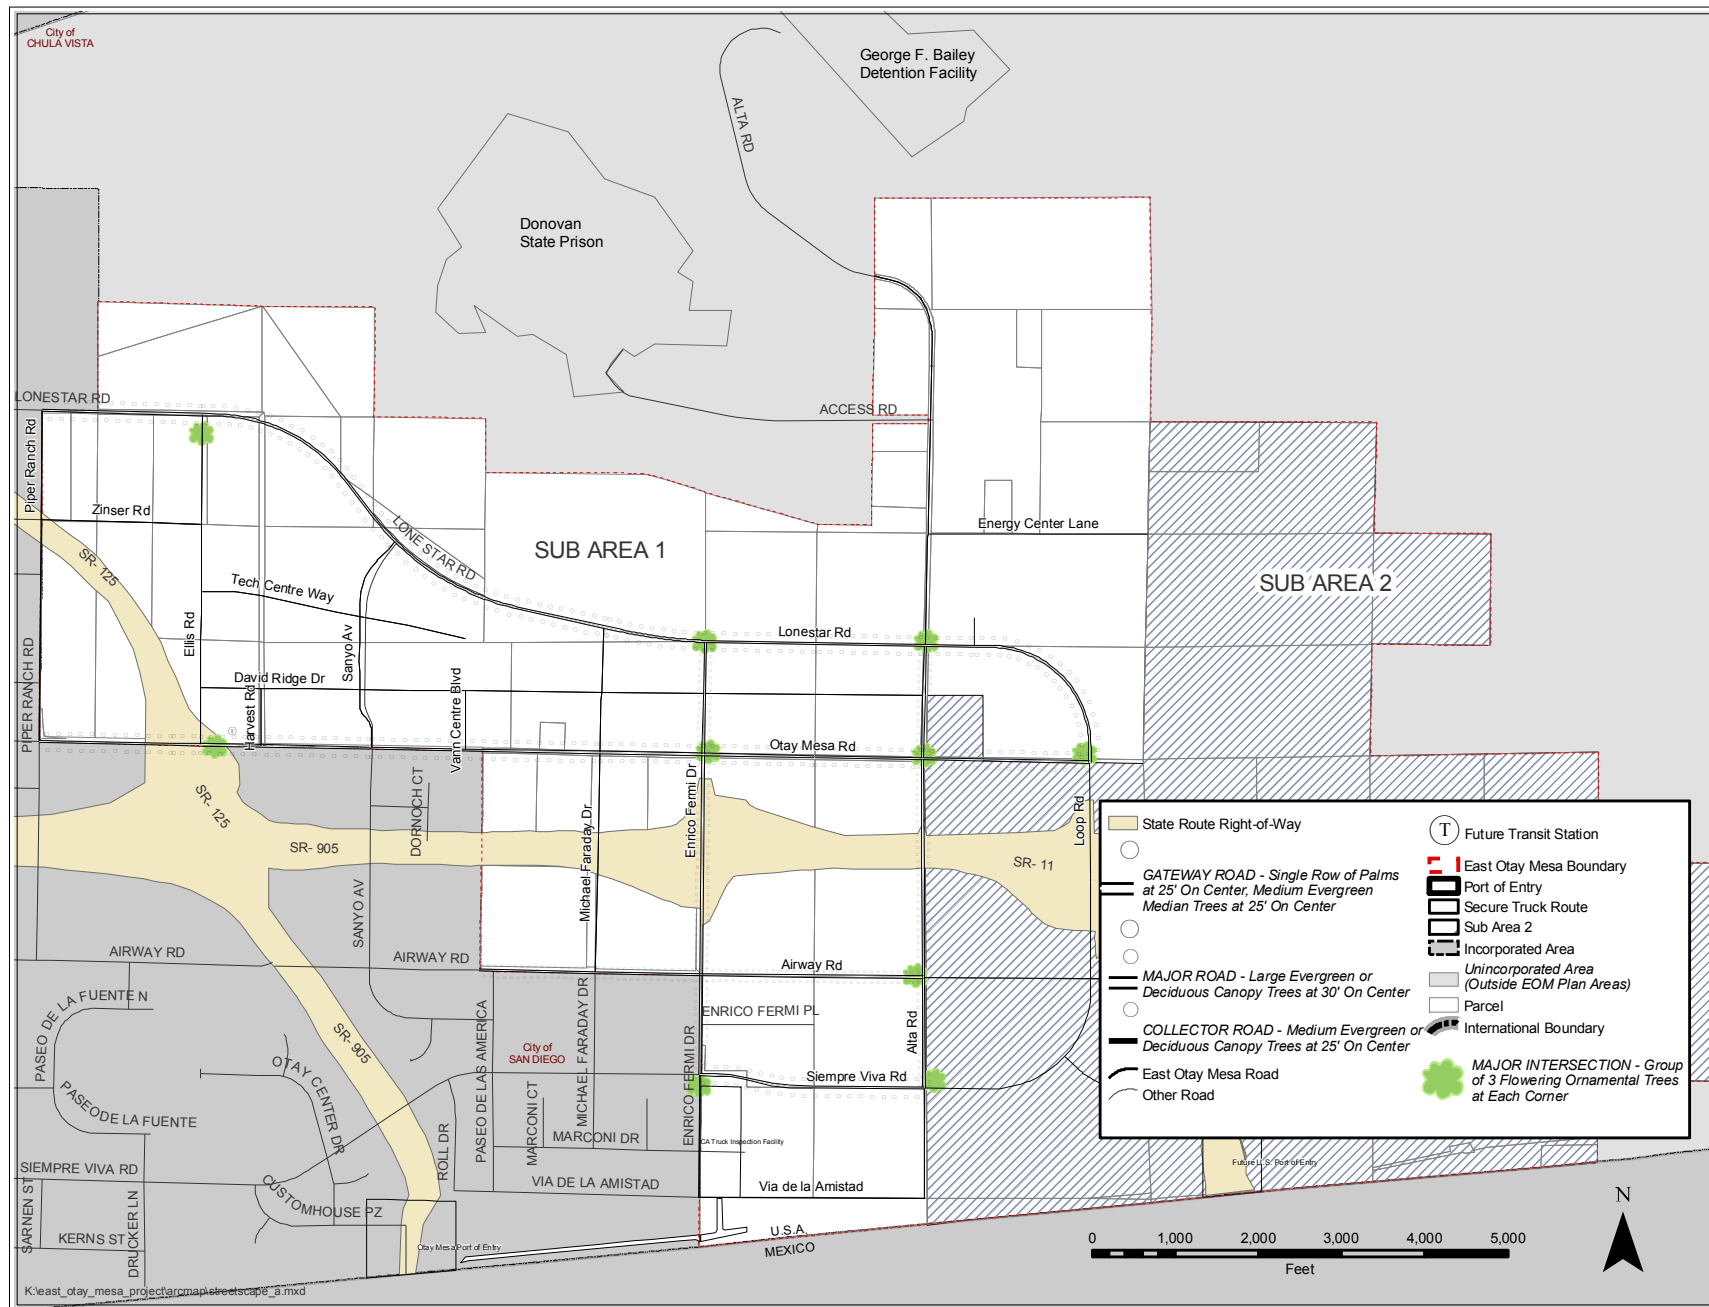 City of
CHULA VISTA
George F. Bailey
Detention Facility
ALTA RD
Donovan
State Prison
LONESTAR RD
ACCESS RD
Piper Ranch Rd
Zinser Rd
LONE STAR RD
SUB AREA 1
Energy Center Lane
SUB AREA 2
SR- 125
Tech Centre Way
Ellis Rd
Sanyo Av
Lonestar Rd
PIPER RANCH RD
David Ridge Dr
Harvest Rd
Vann Centre Blvd
T
Otay Mesa Rd
SR- 125
DORNOCH CT
Enrico Fermi Dr
Michael Faraday Dr
Loop Rd
SR- 905
SR- 11
SANYO AV
AIRWAY RD
AIRWAY RD
Airway Rd
PASEO DE LA FUENTE N
PASEO DE LAS AMERICA
MICHAEL FARADAY DR
ENRICO FERMI PL
Alta Rd
SR- 905
City of
SAN DIEGO
ENRICO FERMI DR
PASEO DE LA FUENTE
OTAY CENTER DR
Siempre Viva Rd
MARCONI CT
ROLL DR
MARCONI DR
CA Truck Inspection Facility
SIEMPRE VIVA RD
VIA DE LA AMISTAD
Via de la Amistad
SARNEN ST
DRUCKER LN
CUSTOMHOUSE PZ
KERNS ST
Otay Mesa Port of Entry
U.S.A.
MEXICO
Future U.S. Port of Entry
K:\east_otay_mesa_project\arcmap\streetscape_a.mxd
State Route Right-of-Way
GATEWAY ROAD - Single Row of Palms
at 25' On Center, Medium Evergreen
Median Trees at 25' On Center
MAJOR ROAD - Large Evergreen or
Deciduous Canopy Trees at 30' On Center
COLLECTOR ROAD - Medium Evergreen or
Deciduous Canopy Trees at 25' On Center
East Otay Mesa Road
Other Road
T
Future Transit Station
East Otay Mesa Boundary
Port of Entry
Secure Truck Route
Sub Area 2
Incorporated Area
Unincorporated Area
(Outside EOM Plan Areas)
Parcel
International Boundary
MAJOR INTERSECTION - Group
of 3 Flowering Ornamental Trees
at Each Corner
0 1,000 2,000 3,000 4,000 5,000
Feet
N